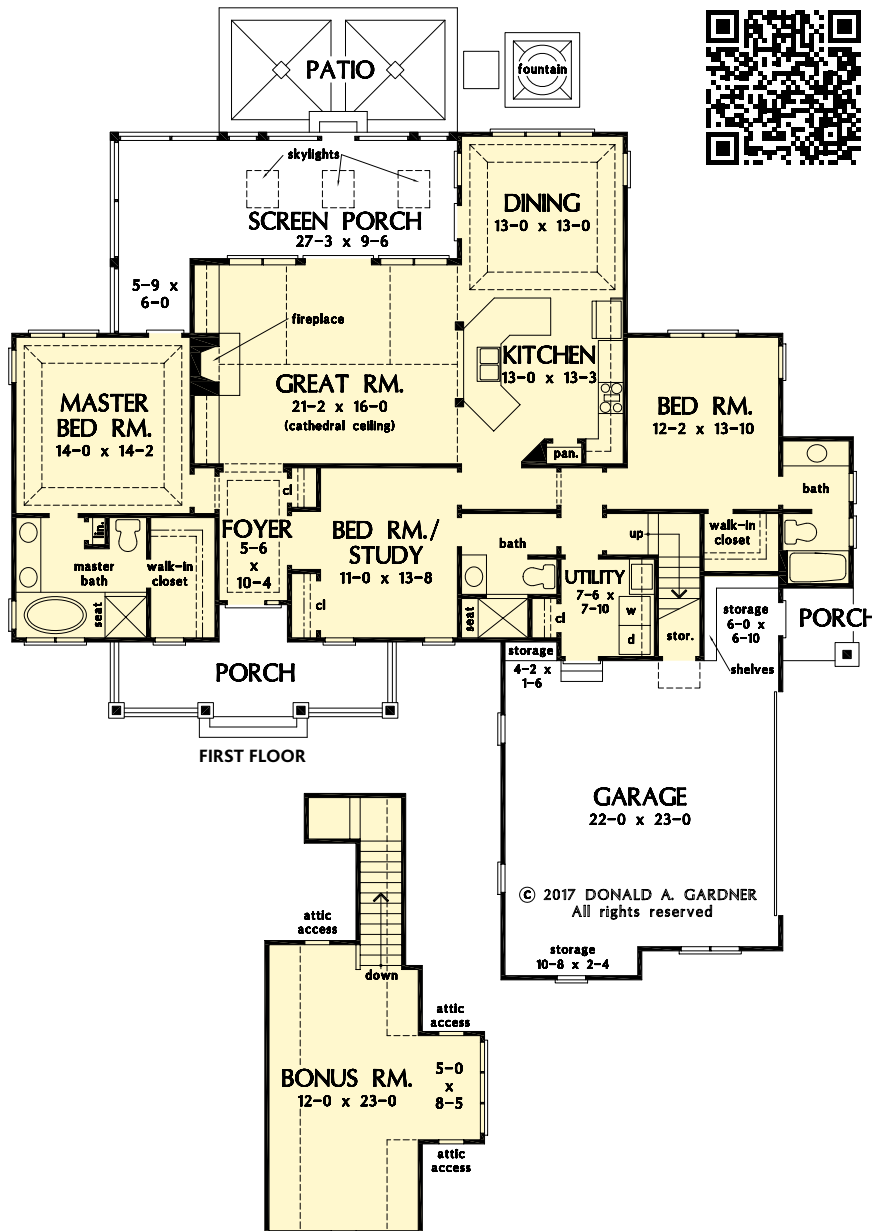 PATIO
fountain
skylights
SCREEN PORCH
27-3 x 9-6
DINING
13-0 x 13-0
5-9 x
6-0
fireplace
GREAT RM.
21-2 x 16-0
(cathedral ceiling)
KITCHEN
13-0 x 13-3
pan.
MASTER
BED RM.
14-0 x 14-2
BED RM.
12-2 x 13-10
bath
walk-in
closet
cl
FOYER
5-6
x
10-4
BED RM./
STUDY
11-0 x 13-8
cl
lin.
master
bath
walk-in
closet
seat
bath
seat
cl
up
UTILITY
7-6 x
7-10
w
d
stor.
storage
6-0 x
6-10
shelves
PORCH
storage
4-2 x
1-6
PORCH
FIRST FLOOR
GARAGE
22-0 x 23-0
© 2017 DONALD A. GARDNER
All rights reserved
storage
10-8 x 2-4
attic
access
down
attic
access
BONUS RM.
12-0 x 23-0
5-0
x
8-5
attic
access